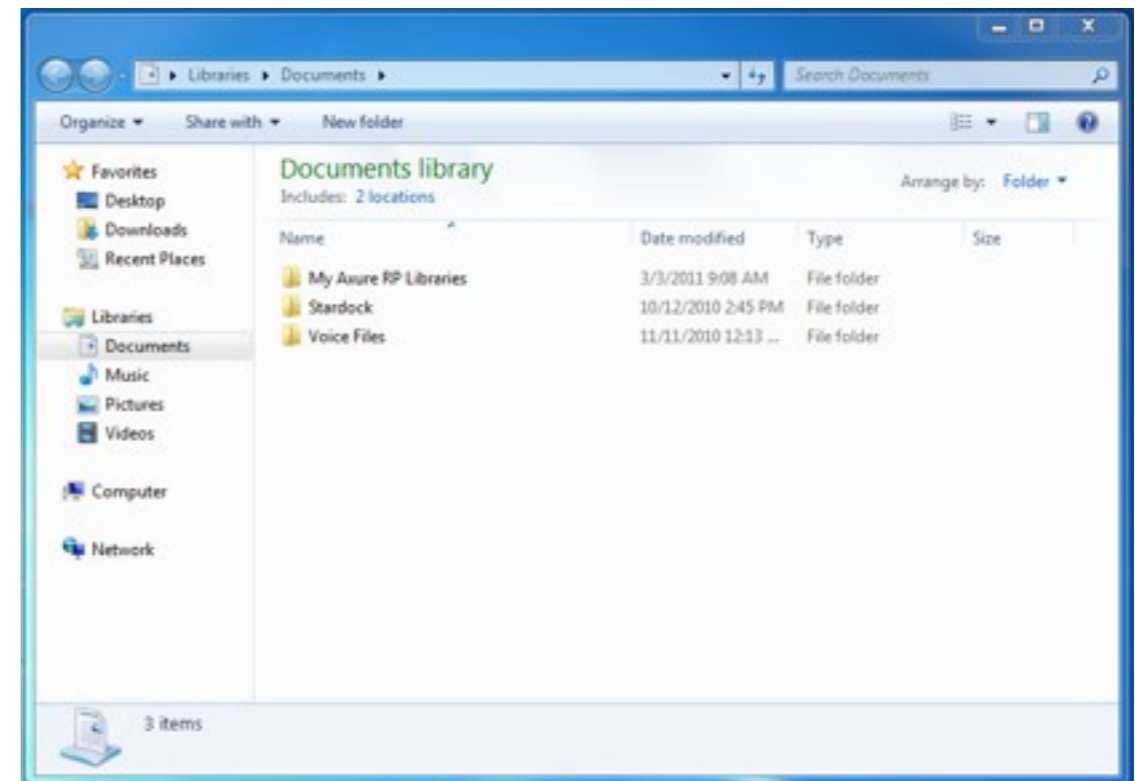 Libraries Documents
Search Documents
Organize Share with New folder
Favorites
Desktop
Downloads
Recent Places
Libraries
Documents
Music
Pictures
Videos
Computer
Network
Documents library
Includes: 2 locations
Arrange by: Folder
Name Date modified Type Size
My Axure RP Libraries 3/3/2011 9:08 AM File folder
Stardock 10/12/2010 2:45 PM File folder
Voice Files 11/11/2010 12:13 ... File folder
3 items